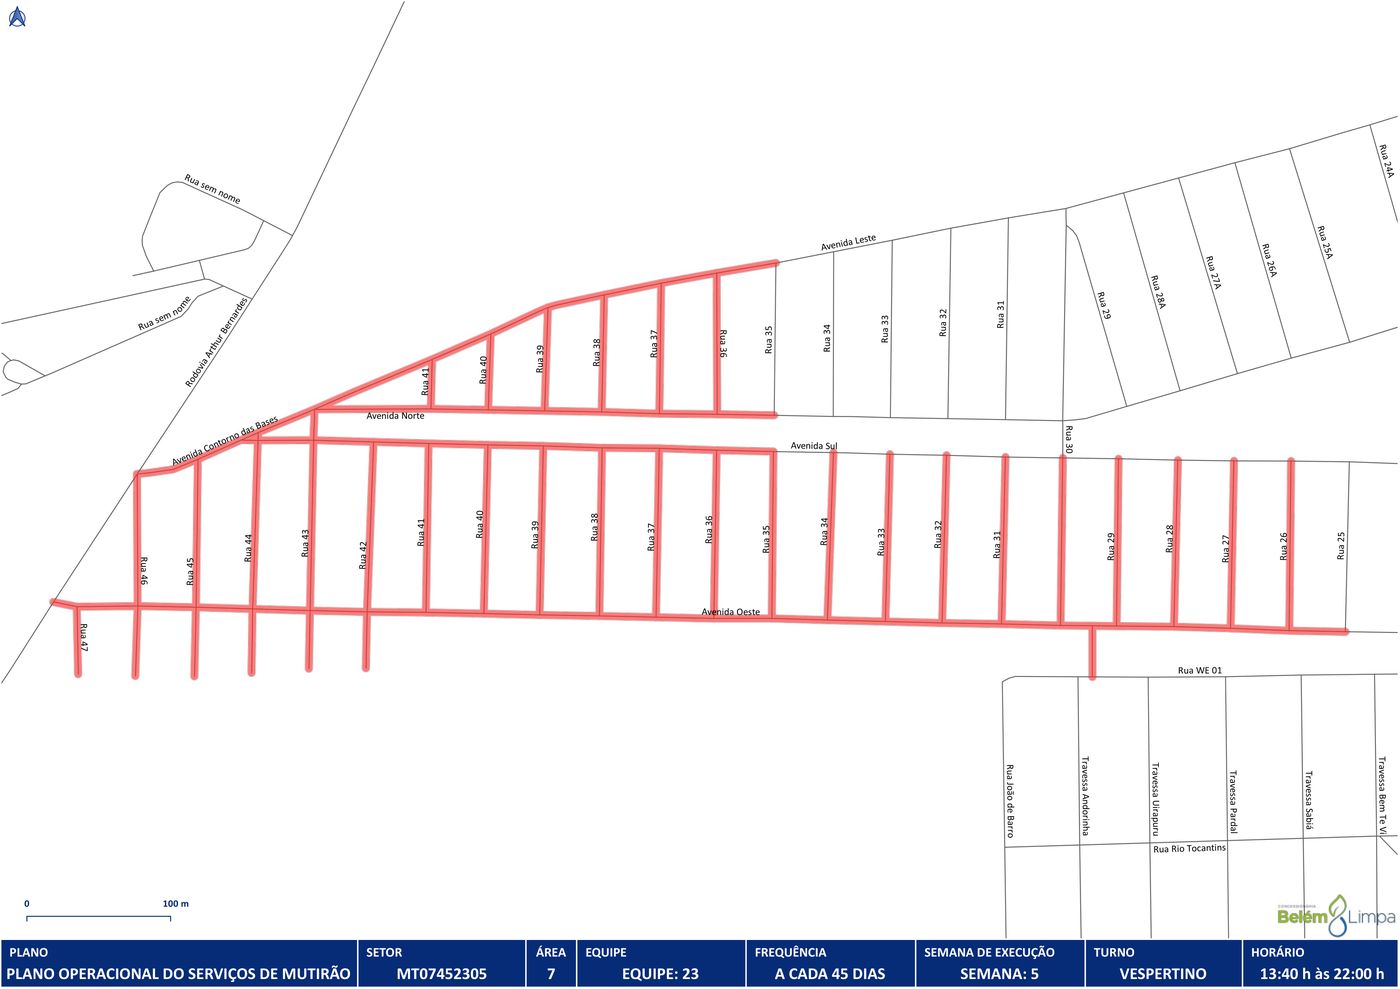 Rua sem nome
Rua sem nome
Rodovia Arthur Bernardes
Avenida Contorno das Bases
Avenida Leste
Avenida Norte
Avenida Sul
Avenida Oeste
Rua 24A
Rua 25A
Rua 26A
Rua 27A
Rua 28A
Rua 29
Rua 31
Rua 32
Rua 33
Rua 34
Rua 35
Rua 36
Rua 37
Rua 38
Rua 39
Rua 40
Rua 41
Rua 30
Rua 46
Rua 45
Rua 44
Rua 43
Rua 42
Rua 41
Rua 40
Rua 39
Rua 38
Rua 37
Rua 36
Rua 35
Rua 34
Rua 33
Rua 32
Rua 31
Rua 29
Rua 28
Rua 27
Rua 26
Rua 25
Rua 47
Rua WE 01
Rua João de Barro
Travessa Andorinha
Travessa Uirapuru
Travessa Pardal
Travessa Sabiá
Travessa Bem Te Vi
Rua Rio Tocantins
0 100 m
CONCESSIONÁRIA
Belém Limpa
PLANO
PLANO OPERACIONAL DO SERVIÇOS DE MUTIRÃO
SETOR
MT07452305
ÁREA
7
EQUIPE
EQUIPE: 23
FREQUÊNCIA
A CADA 45 DIAS
SEMANA DE EXECUÇÃO
SEMANA: 5
TURNO
VESPERTINO
HORÁRIO
13:40 h às 22:00 h